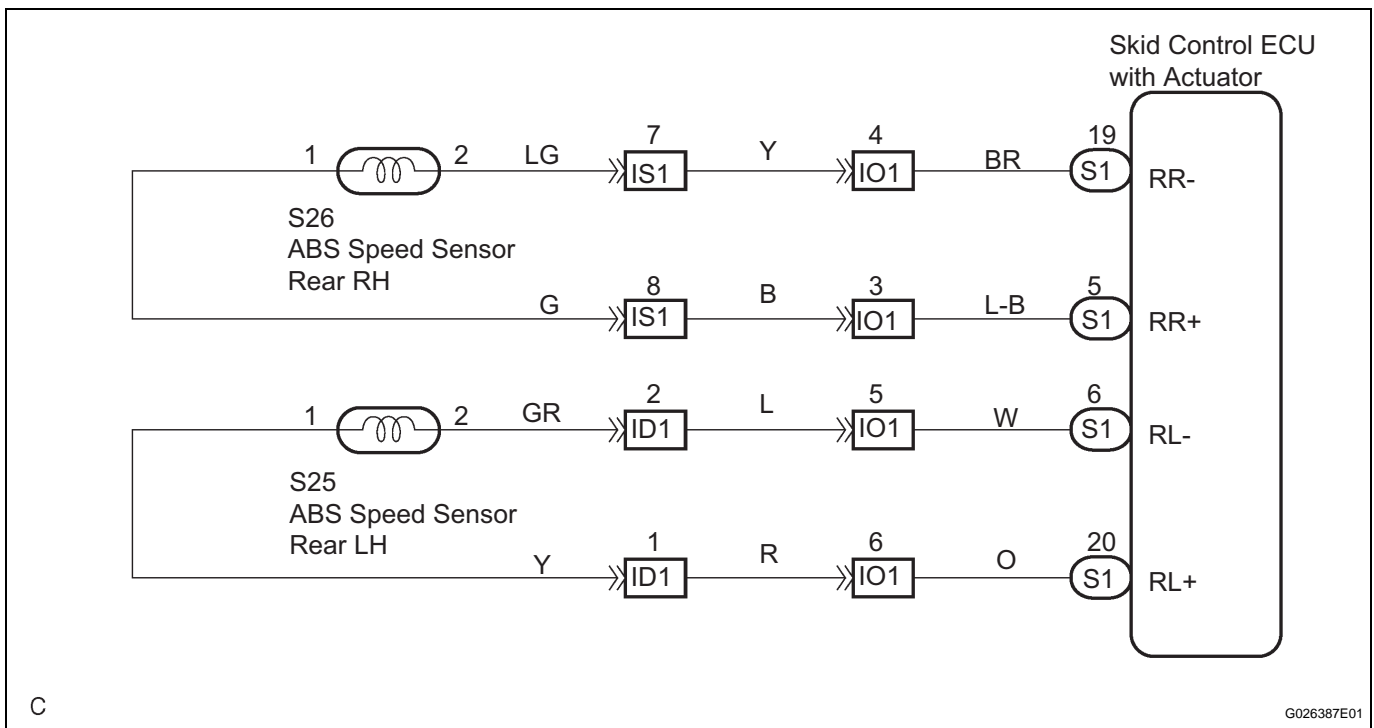 Skid Control ECU
with Actuator
1
2
LG
7
IS1
Y
4
IO1
BR
19
S1
RR-
S26
ABS Speed Sensor
Rear RH
G
8
IS1
B
3
IO1
L-B
5
S1
RR+
1
2
GR
2
ID1
L
5
IO1
W
6
S1
RL-
S25
ABS Speed Sensor
Rear LH
Y
1
ID1
R
6
IO1
O
20
S1
RL+
C
G026387E01